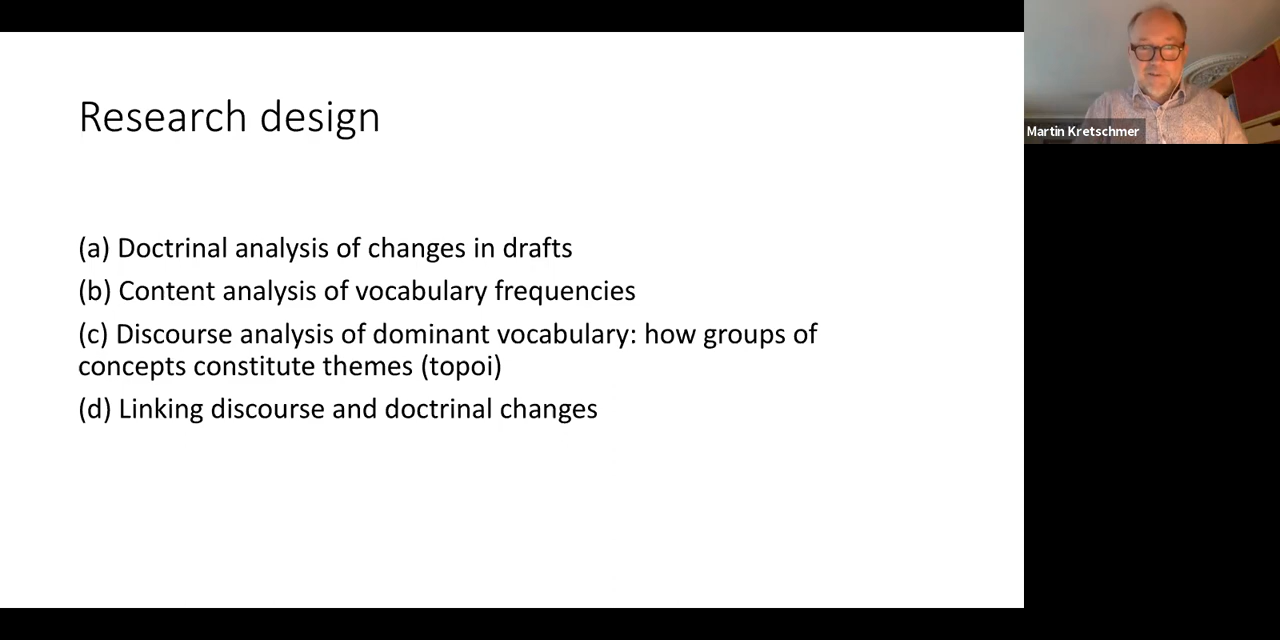 Research design
(a) Doctrinal analysis of changes in drafts
(b) Content analysis of vocabulary frequencies
(c) Discourse analysis of dominant vocabulary: how groups of
concepts constitute themes (topoi)
(d) Linking discourse and doctrinal changes
Martin Kretschmer